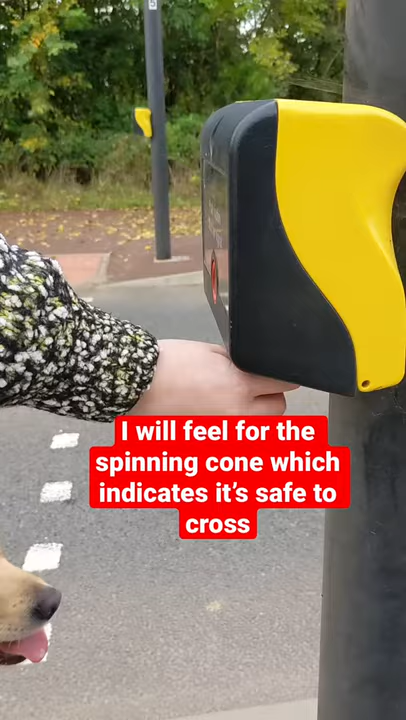 I will feel for the
spinning cone which
indicates it's safe to
cross